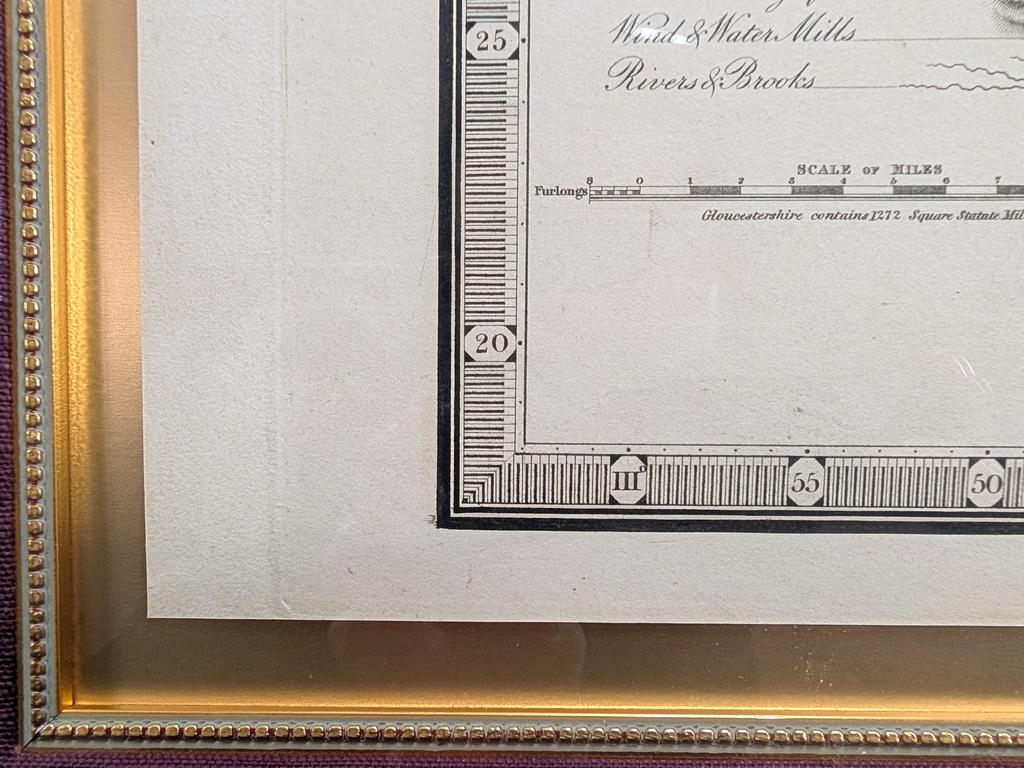 25
Wind & Water Mills
Rivers & Brooks
SCALE OF MILES
Furlongs 8 0 1 2 3 4 5 6 7
Gloucestershire contains 1272 Square Statute Mil
20
III°
55
50